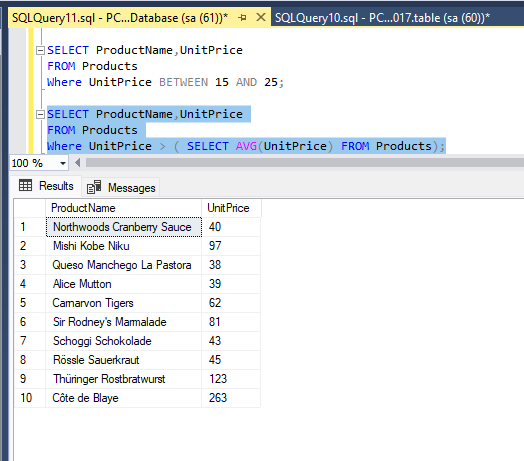 SQLQuery11.sql - PC...Database (sa (61))* SQLQuery10.sql - PC...017.table (sa (60))*
SELECT ProductName,UnitPrice
FROM Products
Where UnitPrice BETWEEN 15 AND 25;
SELECT ProductName,UnitPrice
FROM Products
Where UnitPrice > ( SELECT AVG(UnitPrice) FROM Products);
100 %
Results Messages
ProductName UnitPrice
1 Northwoods Cranberry Sauce 40
2 Mishi Kobe Niku 97
3 Queso Manchego La Pastora 38
4 Alice Mutton 39
5 Carnarvon Tigers 62
6 Sir Rodney's Marmalade 81
7 Schoggi Schokolade 43
8 Rössle Sauerkraut 45
9 Thüringer Rostbratwurst 123
10 Côte de Blaye 263